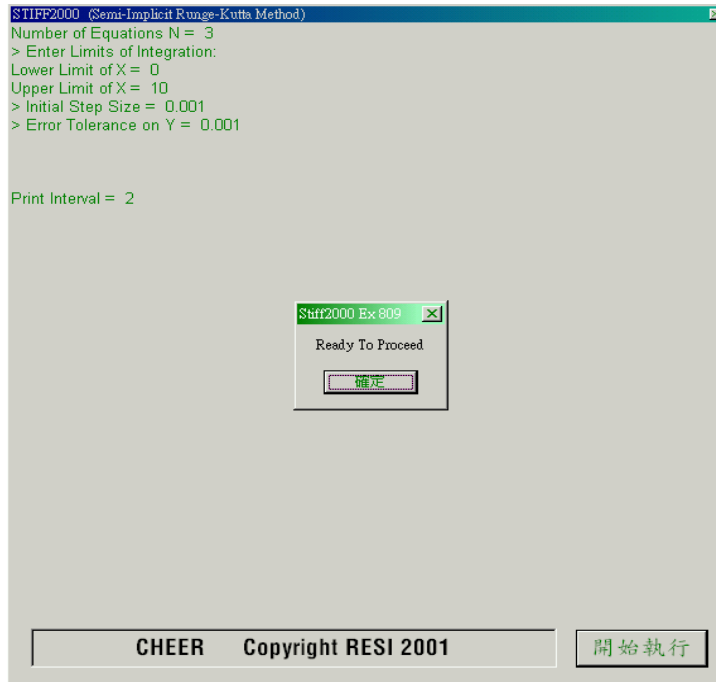 STIFF2000 (Semi-Implicit Runge-Kutta Method)
Number of Equations N = 3
> Enter Limits of Integration:
Lower Limit of X = 0
Upper Limit of X = 10
> Initial Step Size = 0.001
> Error Tolerance on Y = 0.001
Print Interval = 2
Stiff2000 Ex 809
Ready To Proceed
確定
CHEER Copyright RESI 2001
開始執行